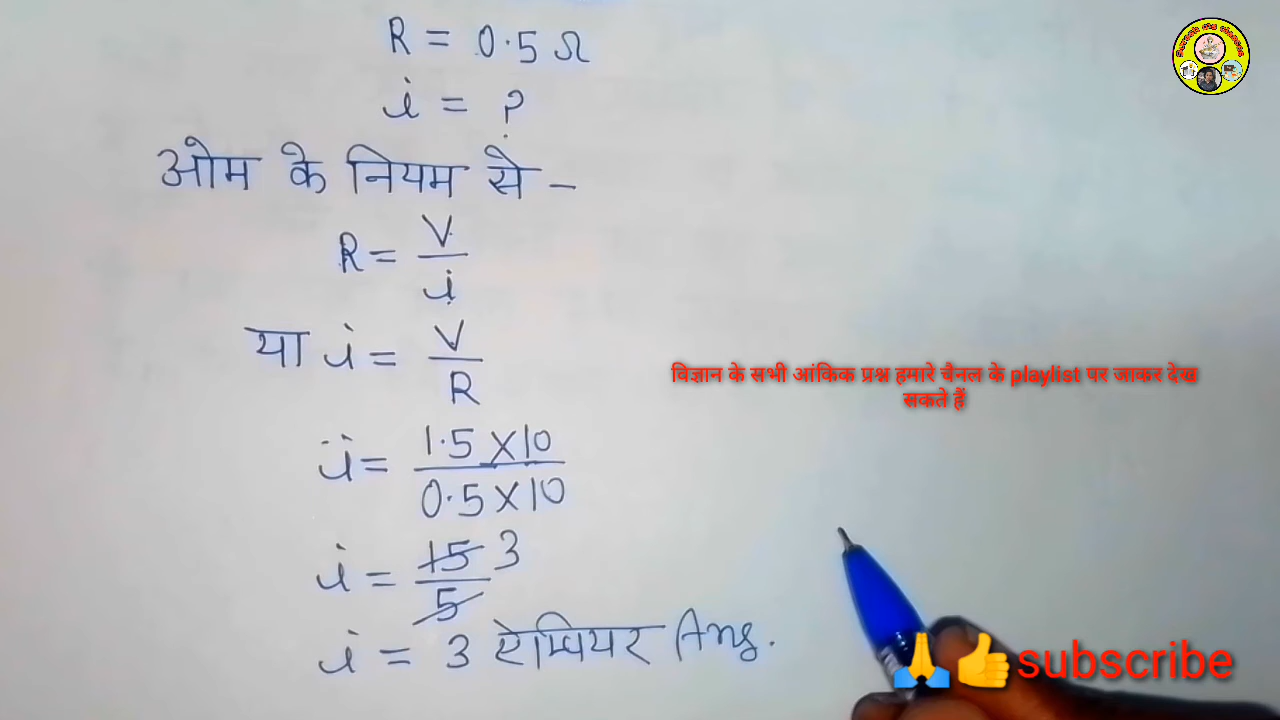 R = 0.5 Ω
i = ?
ओम के नियम से -
R = V
i
या i = V
R
i = 1.5 X 10
0.5 X 10
i = 15 3
5
i = 3 ऐम्पियर Ans.
विज्ञान के सभी आंकिक प्रश्न हमारे चैनल के playlist पर जाकर देख
सकते हैं
🙏👍subscribe